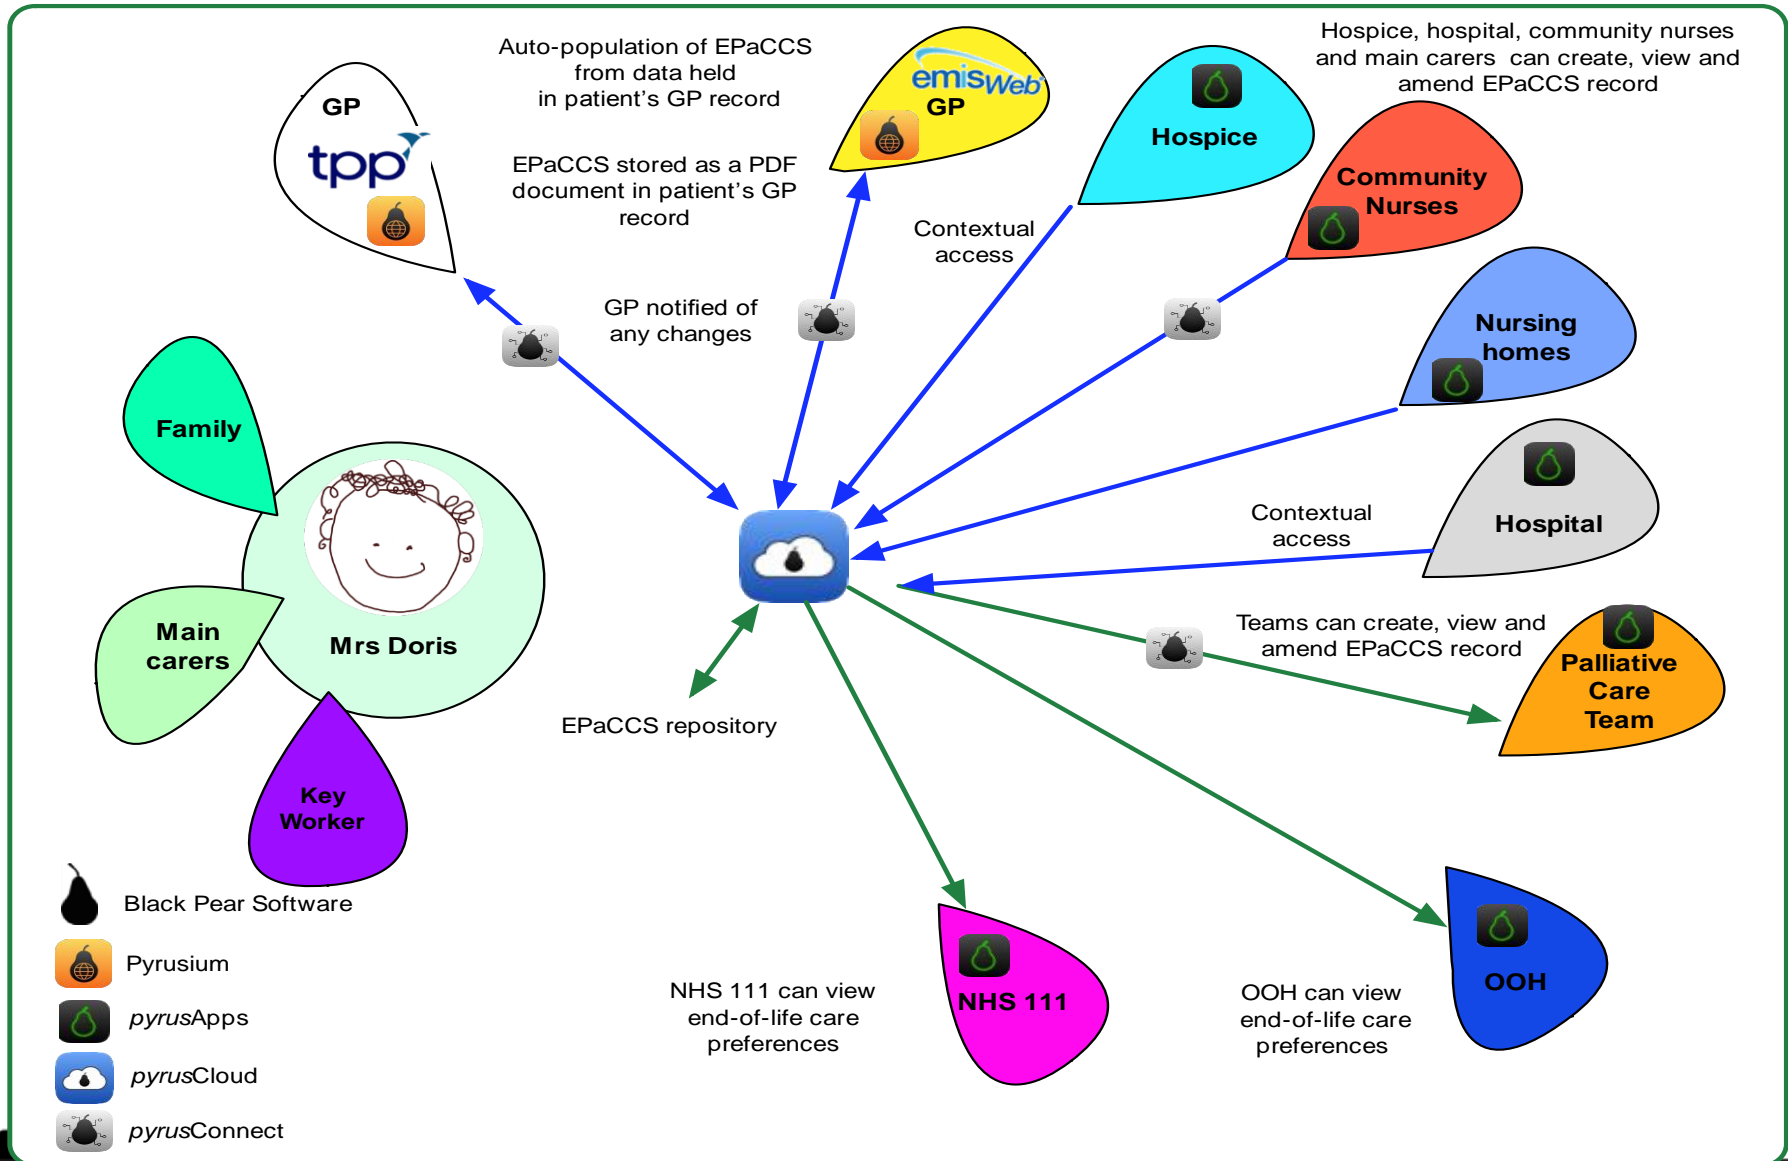 GP
tpp
Auto-population of EPaCCS
from data held
in patient's GP record
EPaCCS stored as a PDF
document in patient's GP
record
emisWeb
GP
Hospice
Hospice, hospital, community nurses
and main carers can create, view and
amend EPaCCS record
Community
Nurses
Contextual
access
GP notified of
any changes
Nursing
homes
Family
Contextual
access
Hospital
Mrs Doris
Main
carers
Teams can create, view and
amend EPaCCS record
Palliative
Care
Team
EPaCCS repository
Key
Worker
NHS 111 can view
end-of-life care
preferences
NHS 111
OOH can view
end-of-life care
preferences
OOH
Black Pear Software
Pyrusium
pyrusApps
pyrusCloud
pyrusConnect